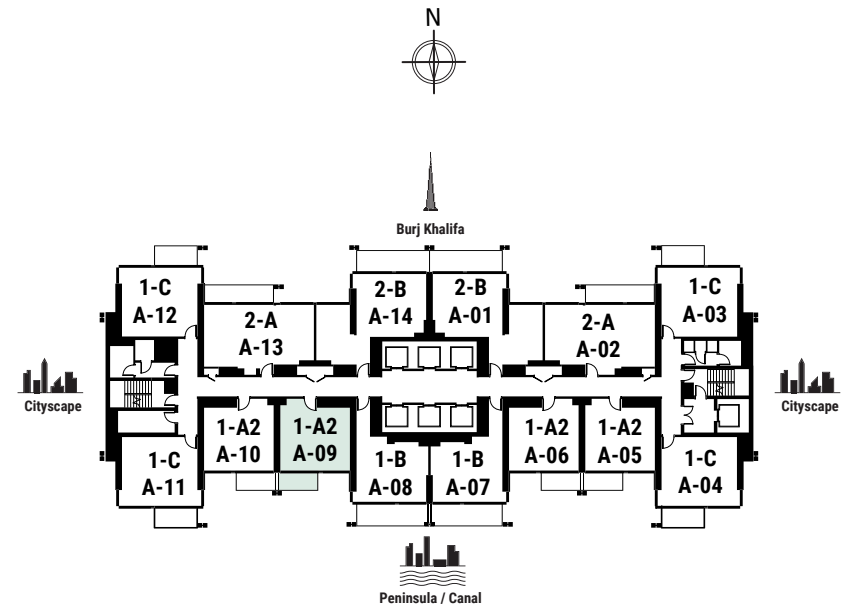 N
Burj Khalifa
1-C
A-12
2-B
A-14
2-B
A-01
1-C
A-03
2-A
A-13
2-A
A-02
Cityscape
Cityscape
1-A2
A-10
1-A2
A-09
1-A2
A-06
1-A2
A-05
1-C
A-11
1-B
A-08
1-B
A-07
1-C
A-04
Peninsula / Canal